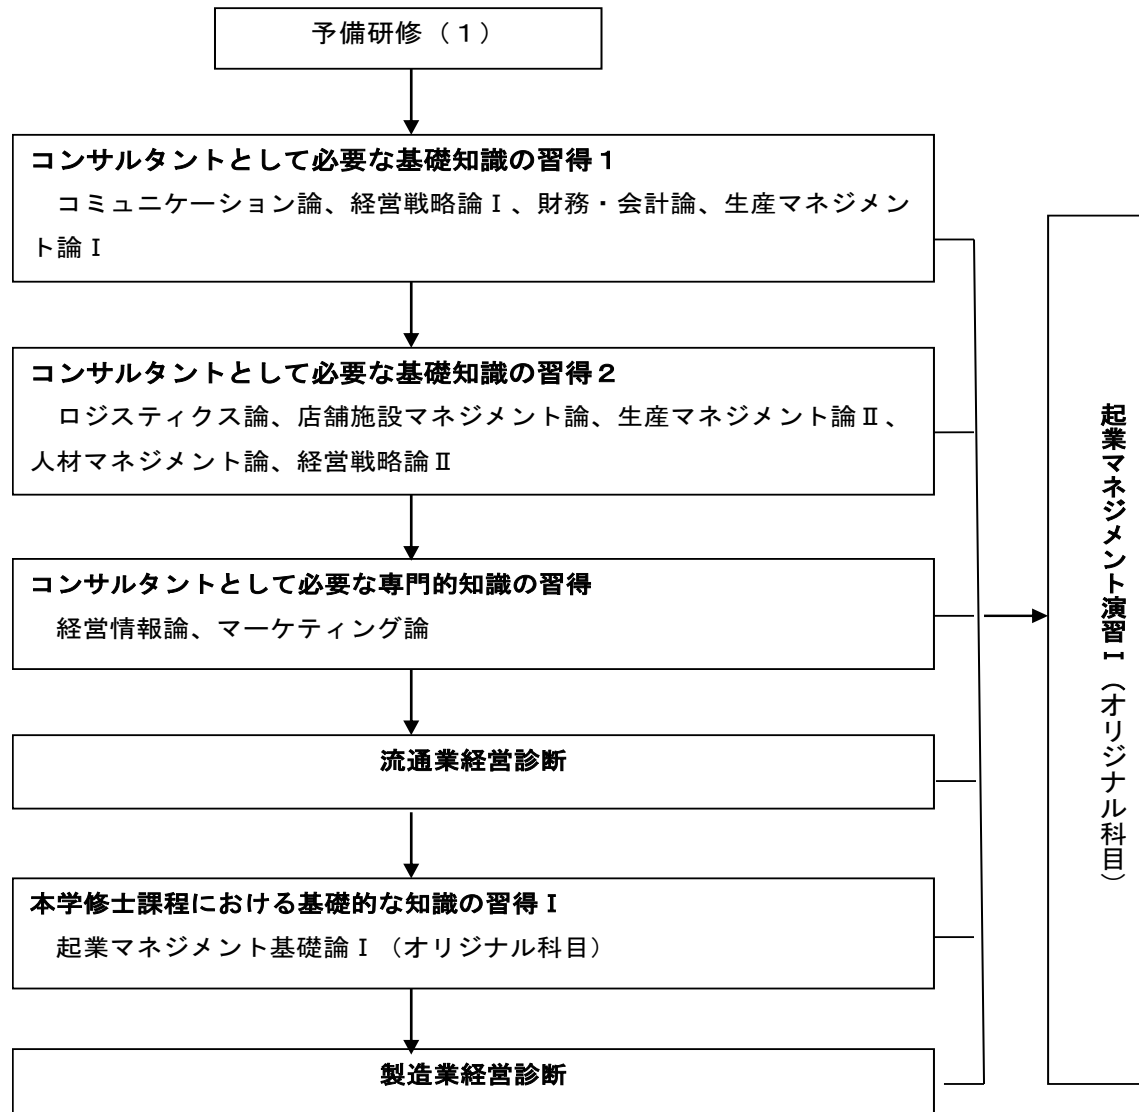 予備研修（１）
コンサルタントとして必要な基礎知識の習得１
コミュニケーション論、経営戦略論Ⅰ、財務・会計論、生産マネジメン
ト論Ⅰ
コンサルタントとして必要な基礎知識の習得２
ロジスティクス論、店舗施設マネジメント論、生産マネジメント論Ⅱ、
人材マネジメント論、経営戦略論Ⅱ
コンサルタントとして必要な専門的知識の習得
経営情報論、マーケティング論
流通業経営診断
本学修士課程における基礎的な知識の習得Ⅰ
起業マネジメント基礎論Ⅰ（オリジナル科目）
製造業経営診断
起業マネジメント演習Ⅰ（オリジナル科目）